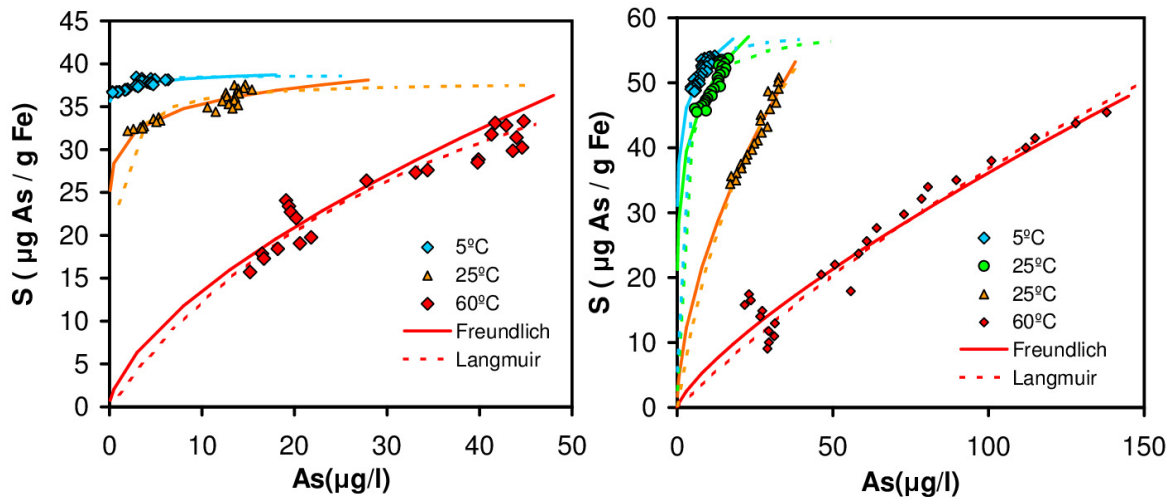 S ( µg As / g Fe)
45
40
35
30
25
20
15
10
5
0
0 10 20 30 40 50
As(µg/l)
5ºC
25ºC
60ºC
Freundlich
Langmuir
S ( µg As / g Fe)
60
50
40
30
20
10
0
0 50 100 150
As(µg/l)
5ºC
25ºC
25ºC
60ºC
Freundlich
Langmuir